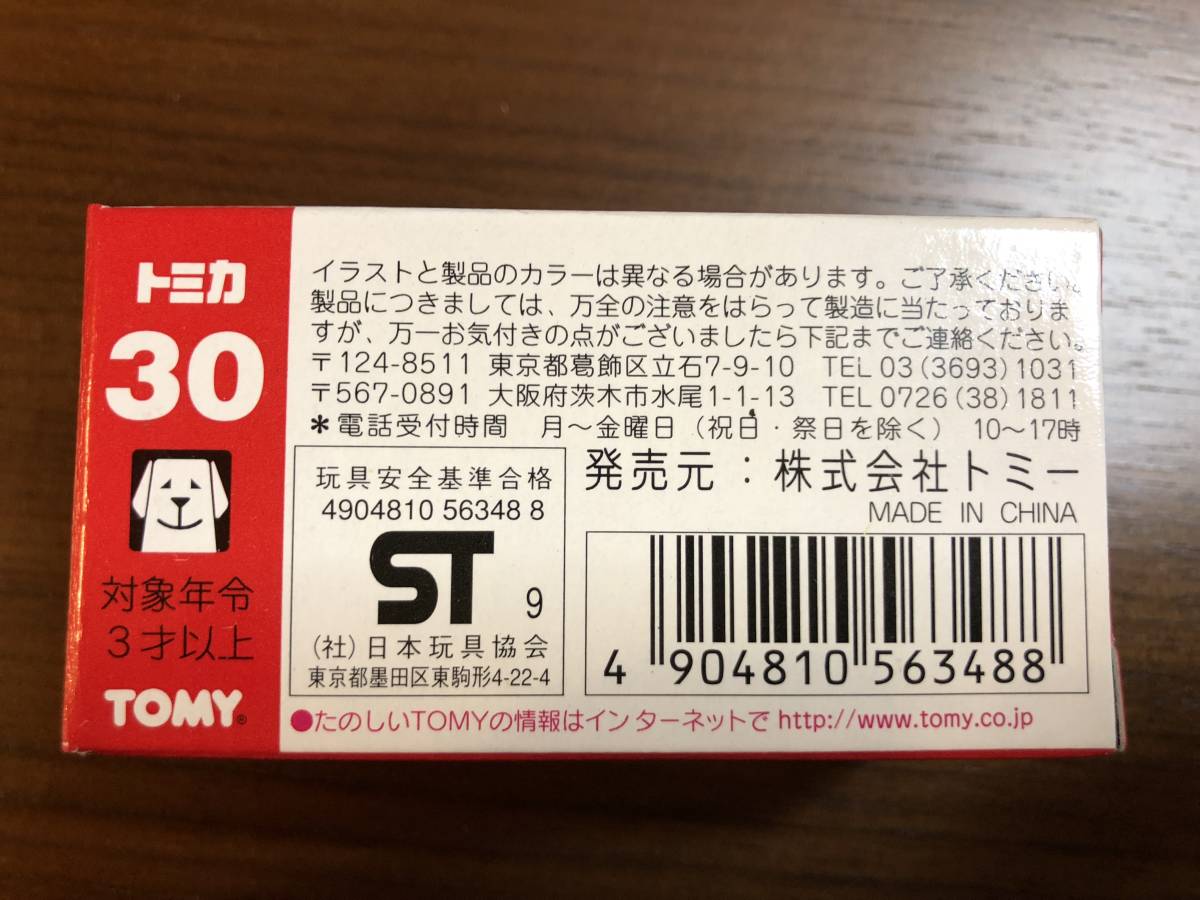 トミカ
30
対象年令
3才以上
TOMY®
イラストと製品のカラーは異なる場合があります。ご了承ください。
製品につきましては、万全の注意をはらって製造に当たっておりま
すが、万一お気付きの点がございましたら下記までご連絡ください。
〒124-8511 東京都葛飾区立石7-9-10 TEL 03 (3693) 1031
〒567-0891 大阪府茨木市水尾1-1-13 TEL 0726 (38) 1811
*電話受付時間 月〜金曜日(祝日・祭日を除く) 10〜17時
玩具安全基準合格
4904810 56348 8
ST 9
(社)日本玩具協会
東京都墨田区東駒形4-22-4
発売元:株式会社トミー
MADE IN CHINA
4 904810 563488
●たのしいTOMYの情報はインターネットで http://www.tomy.co.jp